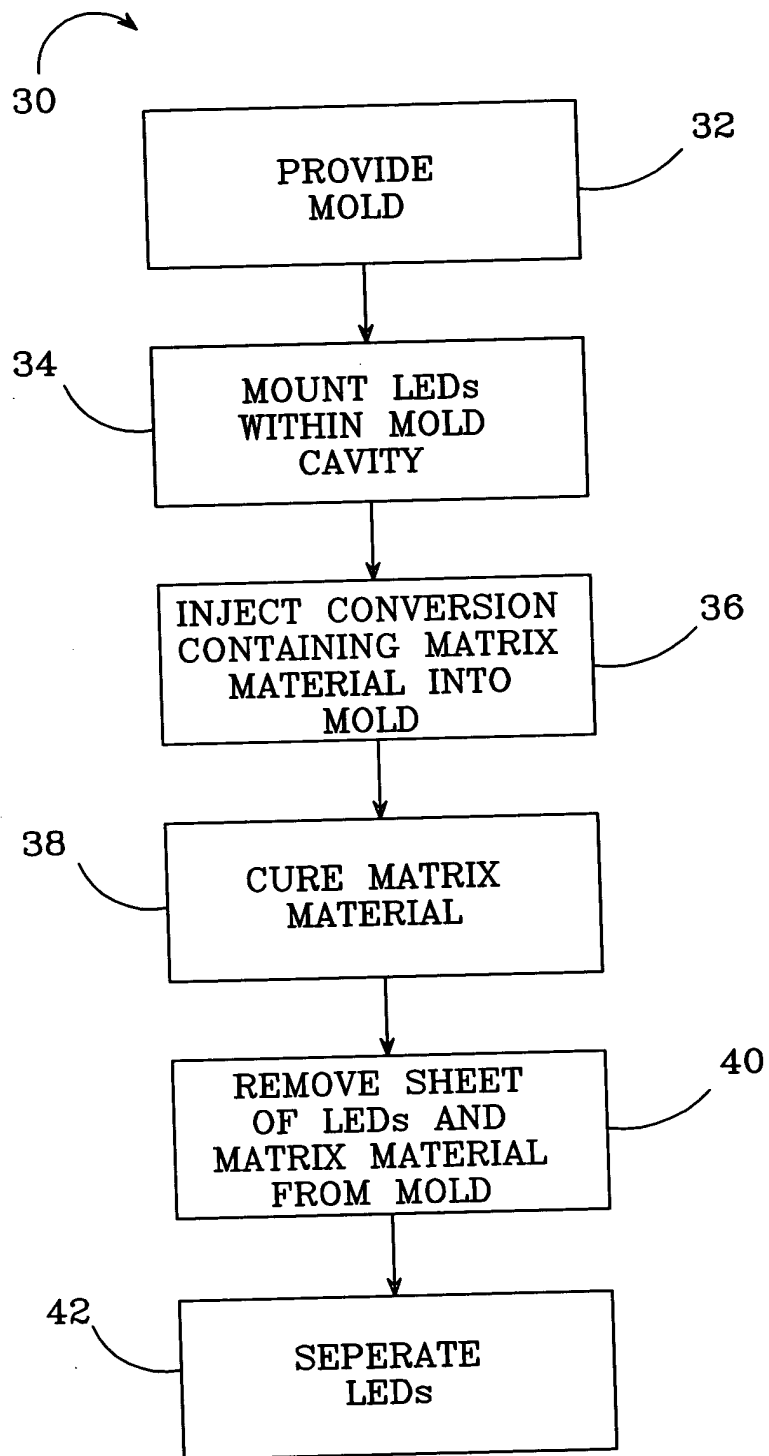 30
PROVIDE
MOLD
32
34
MOUNT LEDs
WITHIN MOLD
CAVITY
INJECT CONVERSION
CONTAINING MATRIX
MATERIAL INTO
MOLD
36
38
CURE MATRIX
MATERIAL
REMOVE SHEET
OF LEDs AND
MATRIX MATERIAL
FROM MOLD
40
42
SEPERATE
LEDs